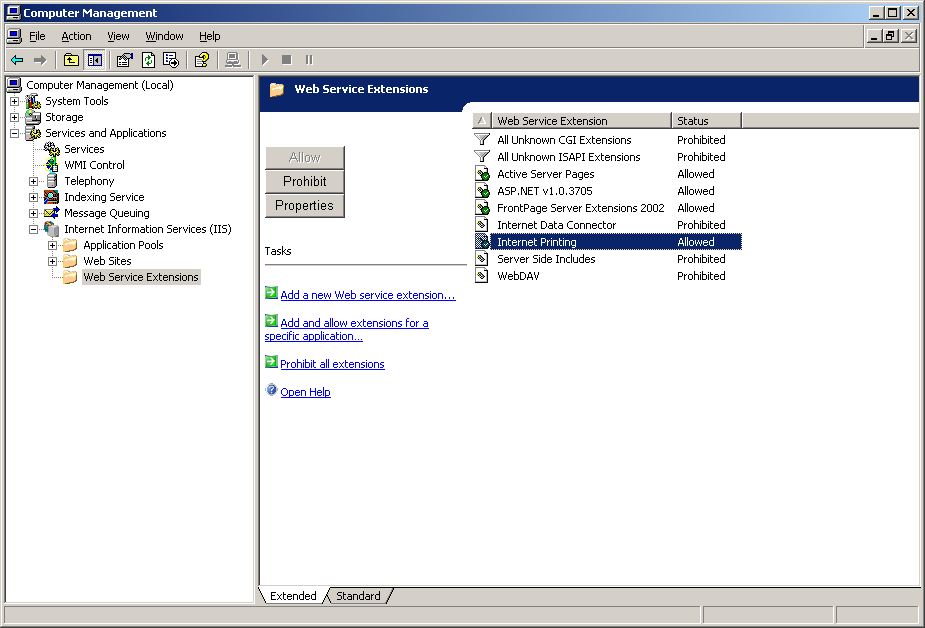 Computer Management
File Action View Window Help
Computer Management (Local)
System Tools
Storage
Services and Applications
Services
WMI Control
Telephony
Indexing Service
Message Queuing
Internet Information Services (IIS)
Application Pools
Web Sites
Web Service Extensions
Web Service Extensions
Allow
Prohibit
Properties
Tasks
Add a new Web service extension...
Add and allow extensions for a
specific application...
Prohibit all extensions
Open Help
Web Service Extension Status
All Unknown CGI Extensions Prohibited
All Unknown ISAPI Extensions Prohibited
Active Server Pages Allowed
ASP.NET v1.0.3705 Allowed
FrontPage Server Extensions 2002 Allowed
Internet Data Connector Prohibited
Internet Printing Allowed
Server Side Includes Prohibited
WebDAV Prohibited
Extended Standard